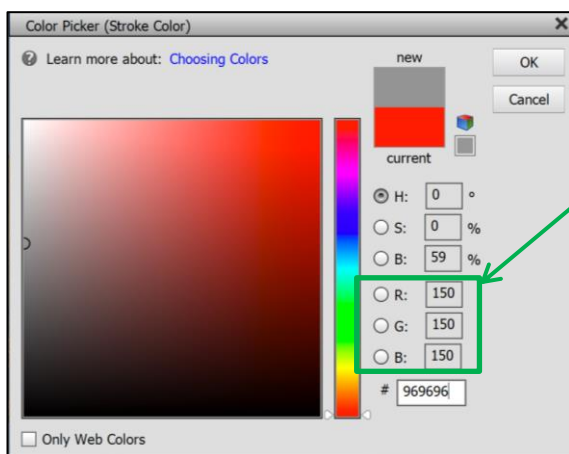 Color Picker (Stroke Color)
Learn more about: Choosing Colors
new
OK
Cancel
current
H: 0 °
S: 0 %
B: 59 %
R: 150
G: 150
B: 150
# 969696
Only Web Colors